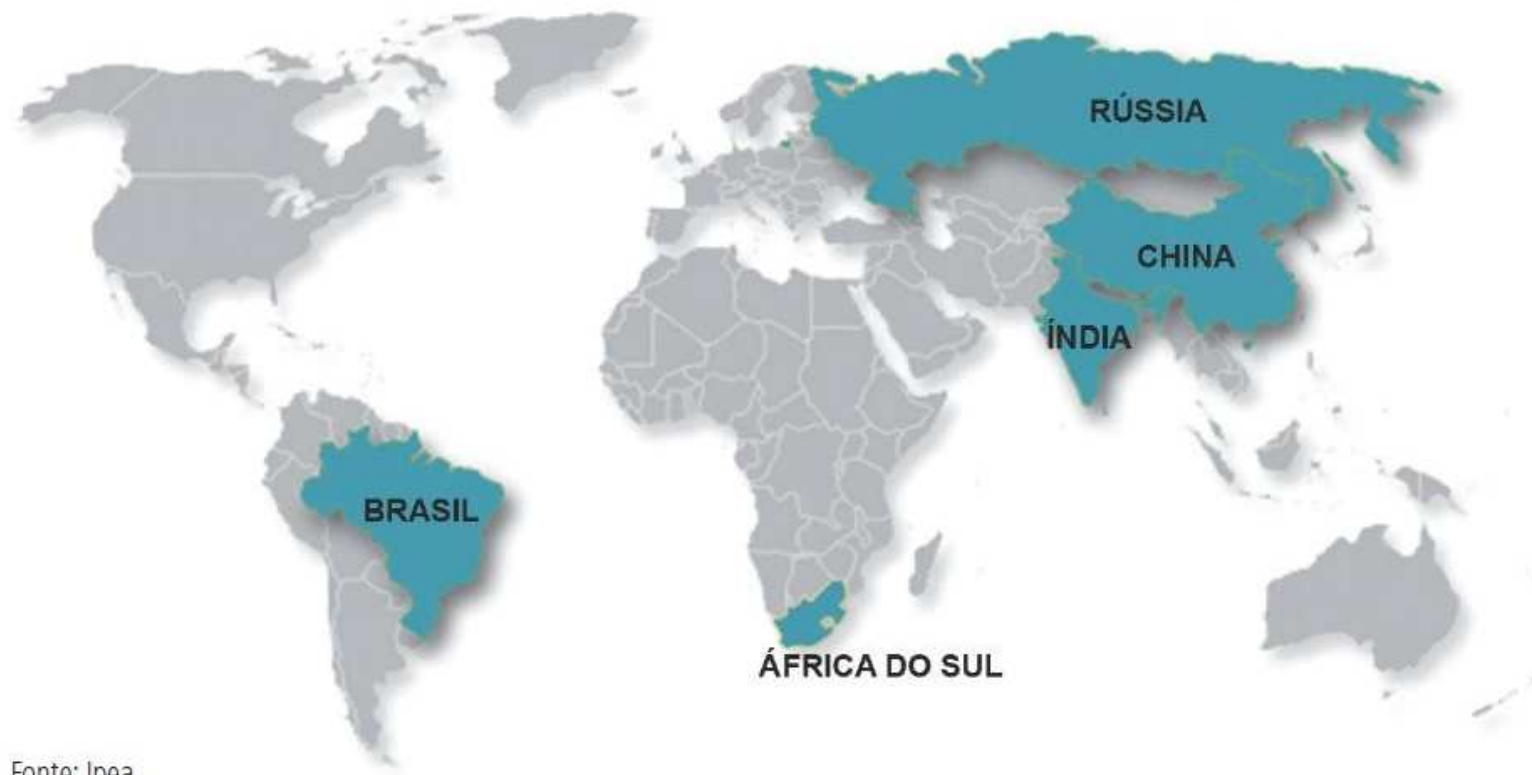 RÚSSIA
CHINA
ÍNDIA
BRASIL
ÁFRICA DO SUL
Fonte: Ipea